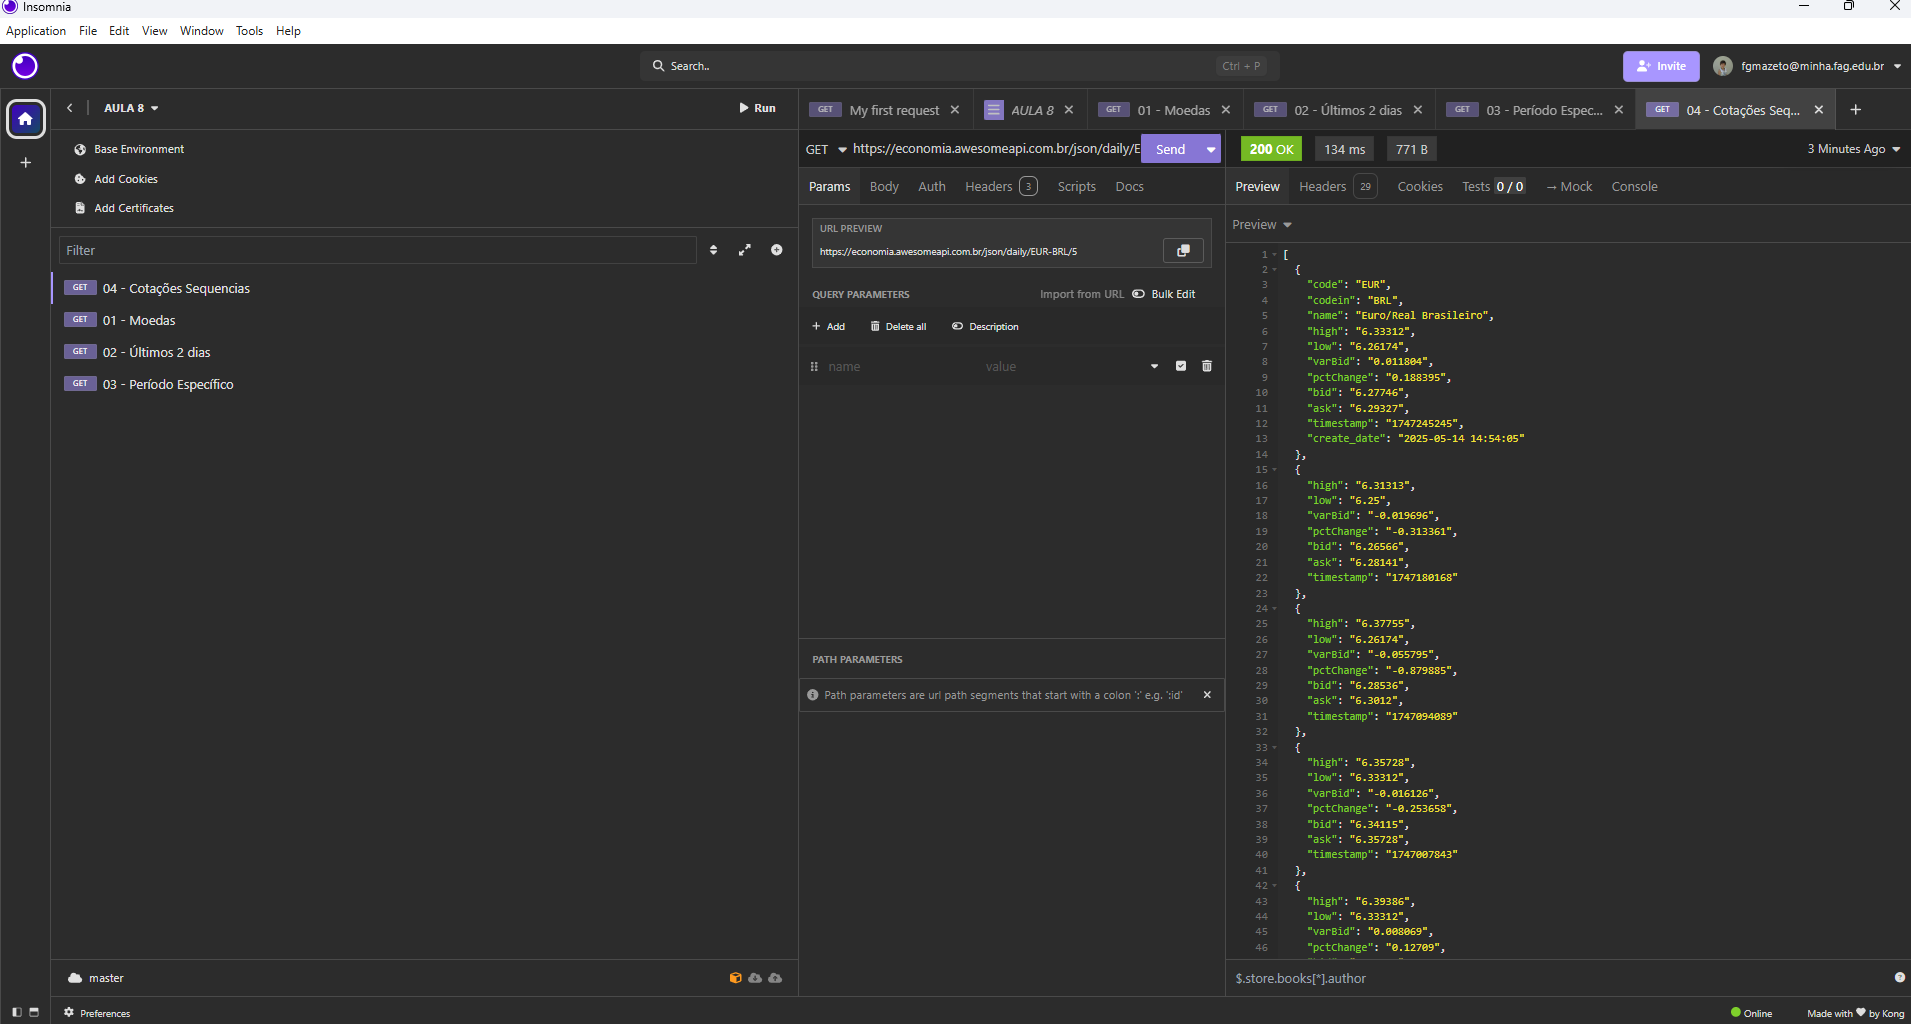 Insomnia
Application File Edit View Window Tools Help
Search.. Ctrl + P
Invite
fgmazeto@minha.fag.edu.br
AULA 8
Run
GET My first request
AULA 8
GET 01 - Moedas
GET 02 - Últimos 2 dias
GET 03 - Período Espec...
GET 04 - Cotações Seq...
Base Environment
Add Cookies
Add Certificates
Filter
GET 04 - Cotações Sequencias
GET 01 - Moedas
GET 02 - Últimos 2 dias
GET 03 - Período Específico
master
Preferences
GET https://economia.awesomeapi.com.br/json/daily/E Send
Params Body Auth Headers 3 Scripts Docs
URL PREVIEW
https://economia.awesomeapi.com.br/json/daily/EUR-BRL/5
QUERY PARAMETERS Import from URL Bulk Edit
Add Delete all Description
name value
PATH PARAMETERS
Path parameters are url path segments that start with a colon ':' e.g. ':id'
200 OK 134 ms 771 B 3 Minutes Ago
Preview Headers 29 Cookies Tests 0 / 0 → Mock Console
Preview
1 [
2 {
3 "code": "EUR",
4 "codein": "BRL",
5 "name": "Euro/Real Brasileiro",
6 "high": "6.33312",
7 "low": "6.26174",
8 "varBid": "0.011804",
9 "pctChange": "0.188395",
10 "bid": "6.27746",
11 "ask": "6.29327",
12 "timestamp": "1747245245",
13 "create_date": "2025-05-14 14:54:05"
14 },
15 {
16 "high": "6.31313",
17 "low": "6.25",
18 "varBid": "-0.019696",
19 "pctChange": "-0.313361",
20 "bid": "6.26566",
21 "ask": "6.28141",
22 "timestamp": "1747180168"
23 },
24 {
25 "high": "6.37755",
26 "low": "6.26174",
27 "varBid": "-0.055795",
28 "pctChange": "-0.879885",
29 "bid": "6.28536",
30 "ask": "6.3012",
31 "timestamp": "1747094089"
32 },
33 {
34 "high": "6.35728",
35 "low": "6.33312",
36 "varBid": "-0.016126",
37 "pctChange": "-0.253658",
38 "bid": "6.34115",
39 "ask": "6.35728",
40 "timestamp": "1747007843"
41 },
42 {
43 "high": "6.39386",
44 "low": "6.33312",
45 "varBid": "0.008069",
46 "pctChange": "0.12709",
$.store.books[*].author
Online Made with ♥ by Kong